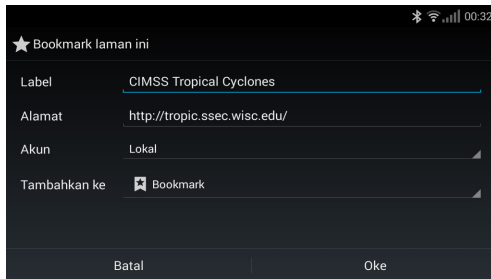 00:32
Bookmark laman ini
Label CIMSS Tropical Cyclones
Alamat http://tropic.ssec.wisc.edu/
Akun Lokal
Tambahkan ke Bookmark
Batal Oke